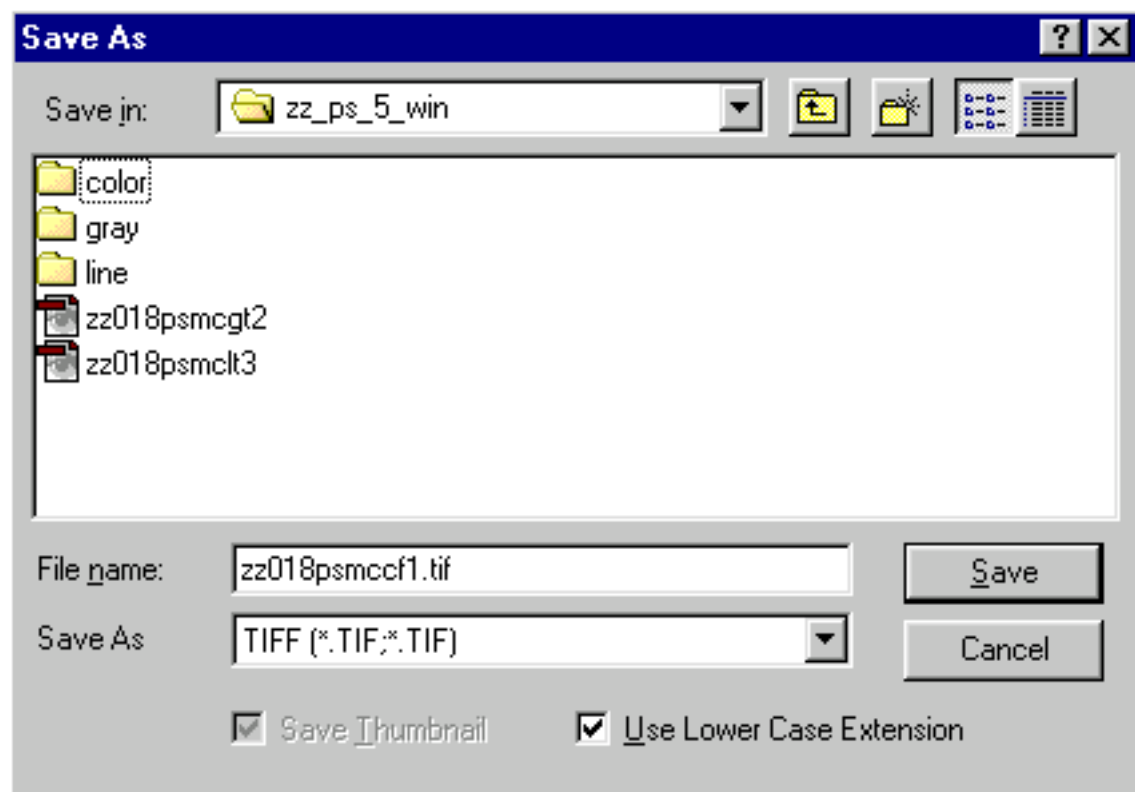 Save As
Save in: zz_ps_5_win
color
gray
line
zz018psmcgt2
zz018psmclt3
File name: zz018psmccf1.tif Save
Save As TIFF (*.TIF;*.TIF) Cancel
Save Thumbnail Use Lower Case Extension